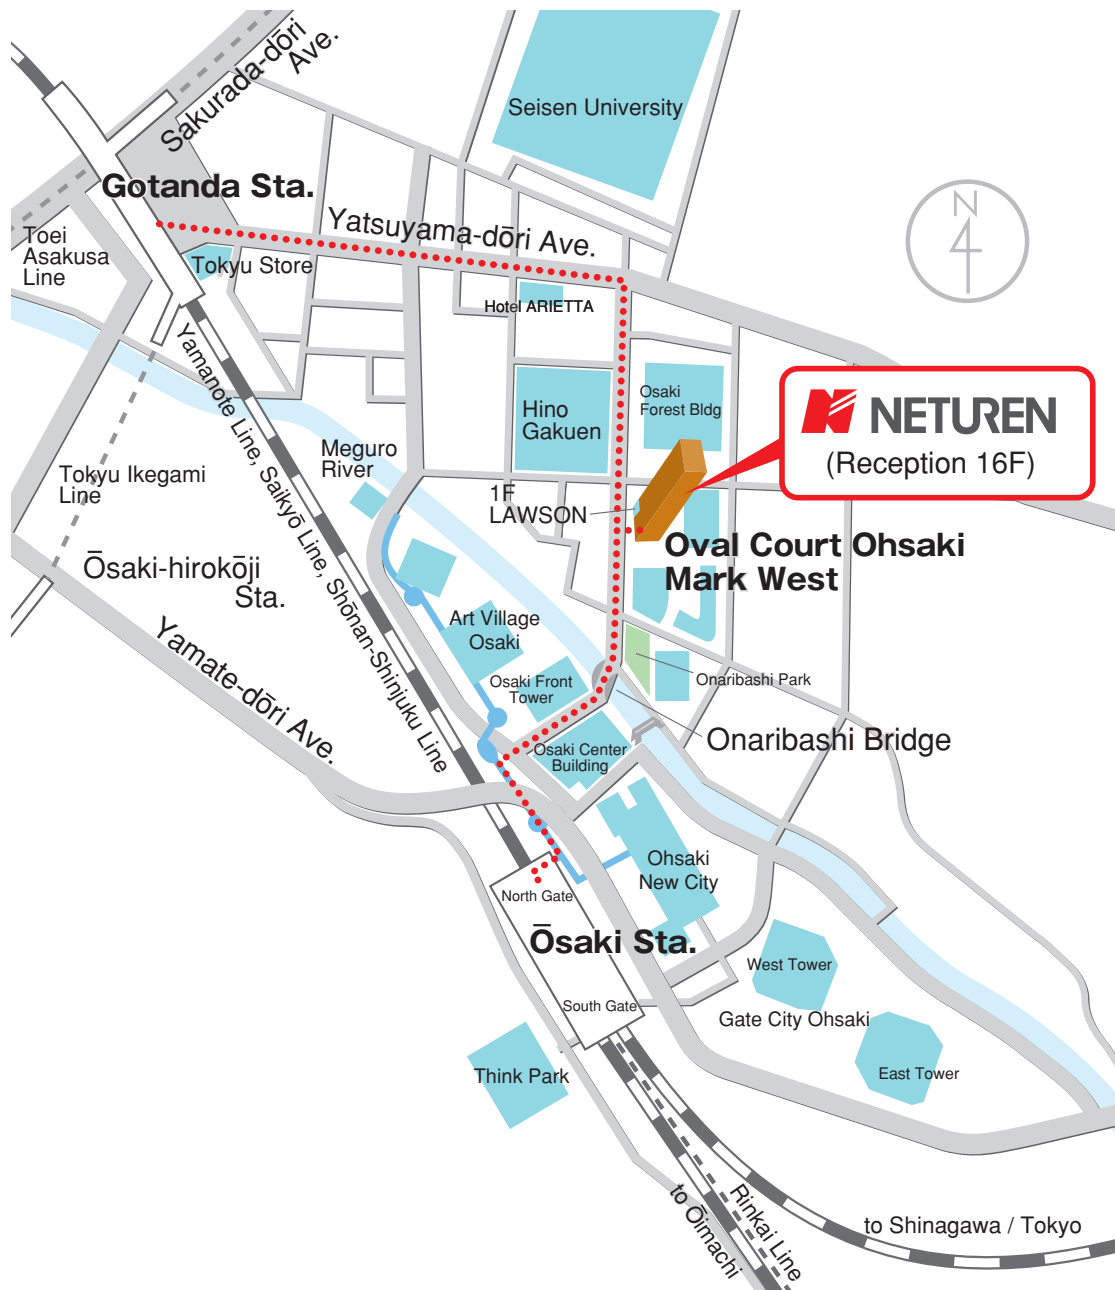 Sakurada-dōri
Ave.
Seisen University
Gotanda Sta.
Yatsuyama-dōri Ave.
N
Toei
Asakusa
Line
Tokyu Store
Hotel ARIETTA
Yamanote Line, Saikyō Line, Shōnan-Shinjuku Line
Osaki
Forest Bldg
NETUREN
(Reception 16F)
Hino
Gakuen
Meguro
River
Tokyu Ikegami
Line
1F
LAWSON
Oval Court Ohsaki
Mark West
Ōsaki-hirokōji
Sta.
Art Village
Osaki
Yamate-dōri Ave.
Osaki Front
Tower
Onaribashi Park
Onaribashi Bridge
Osaki Center
Building
Ohsaki
New City
North Gate
Ōsaki Sta.
West Tower
South Gate
Gate City Ohsaki
Think Park
East Tower
to Ōimachi
Rinkai Line
to Shinagawa / Tokyo